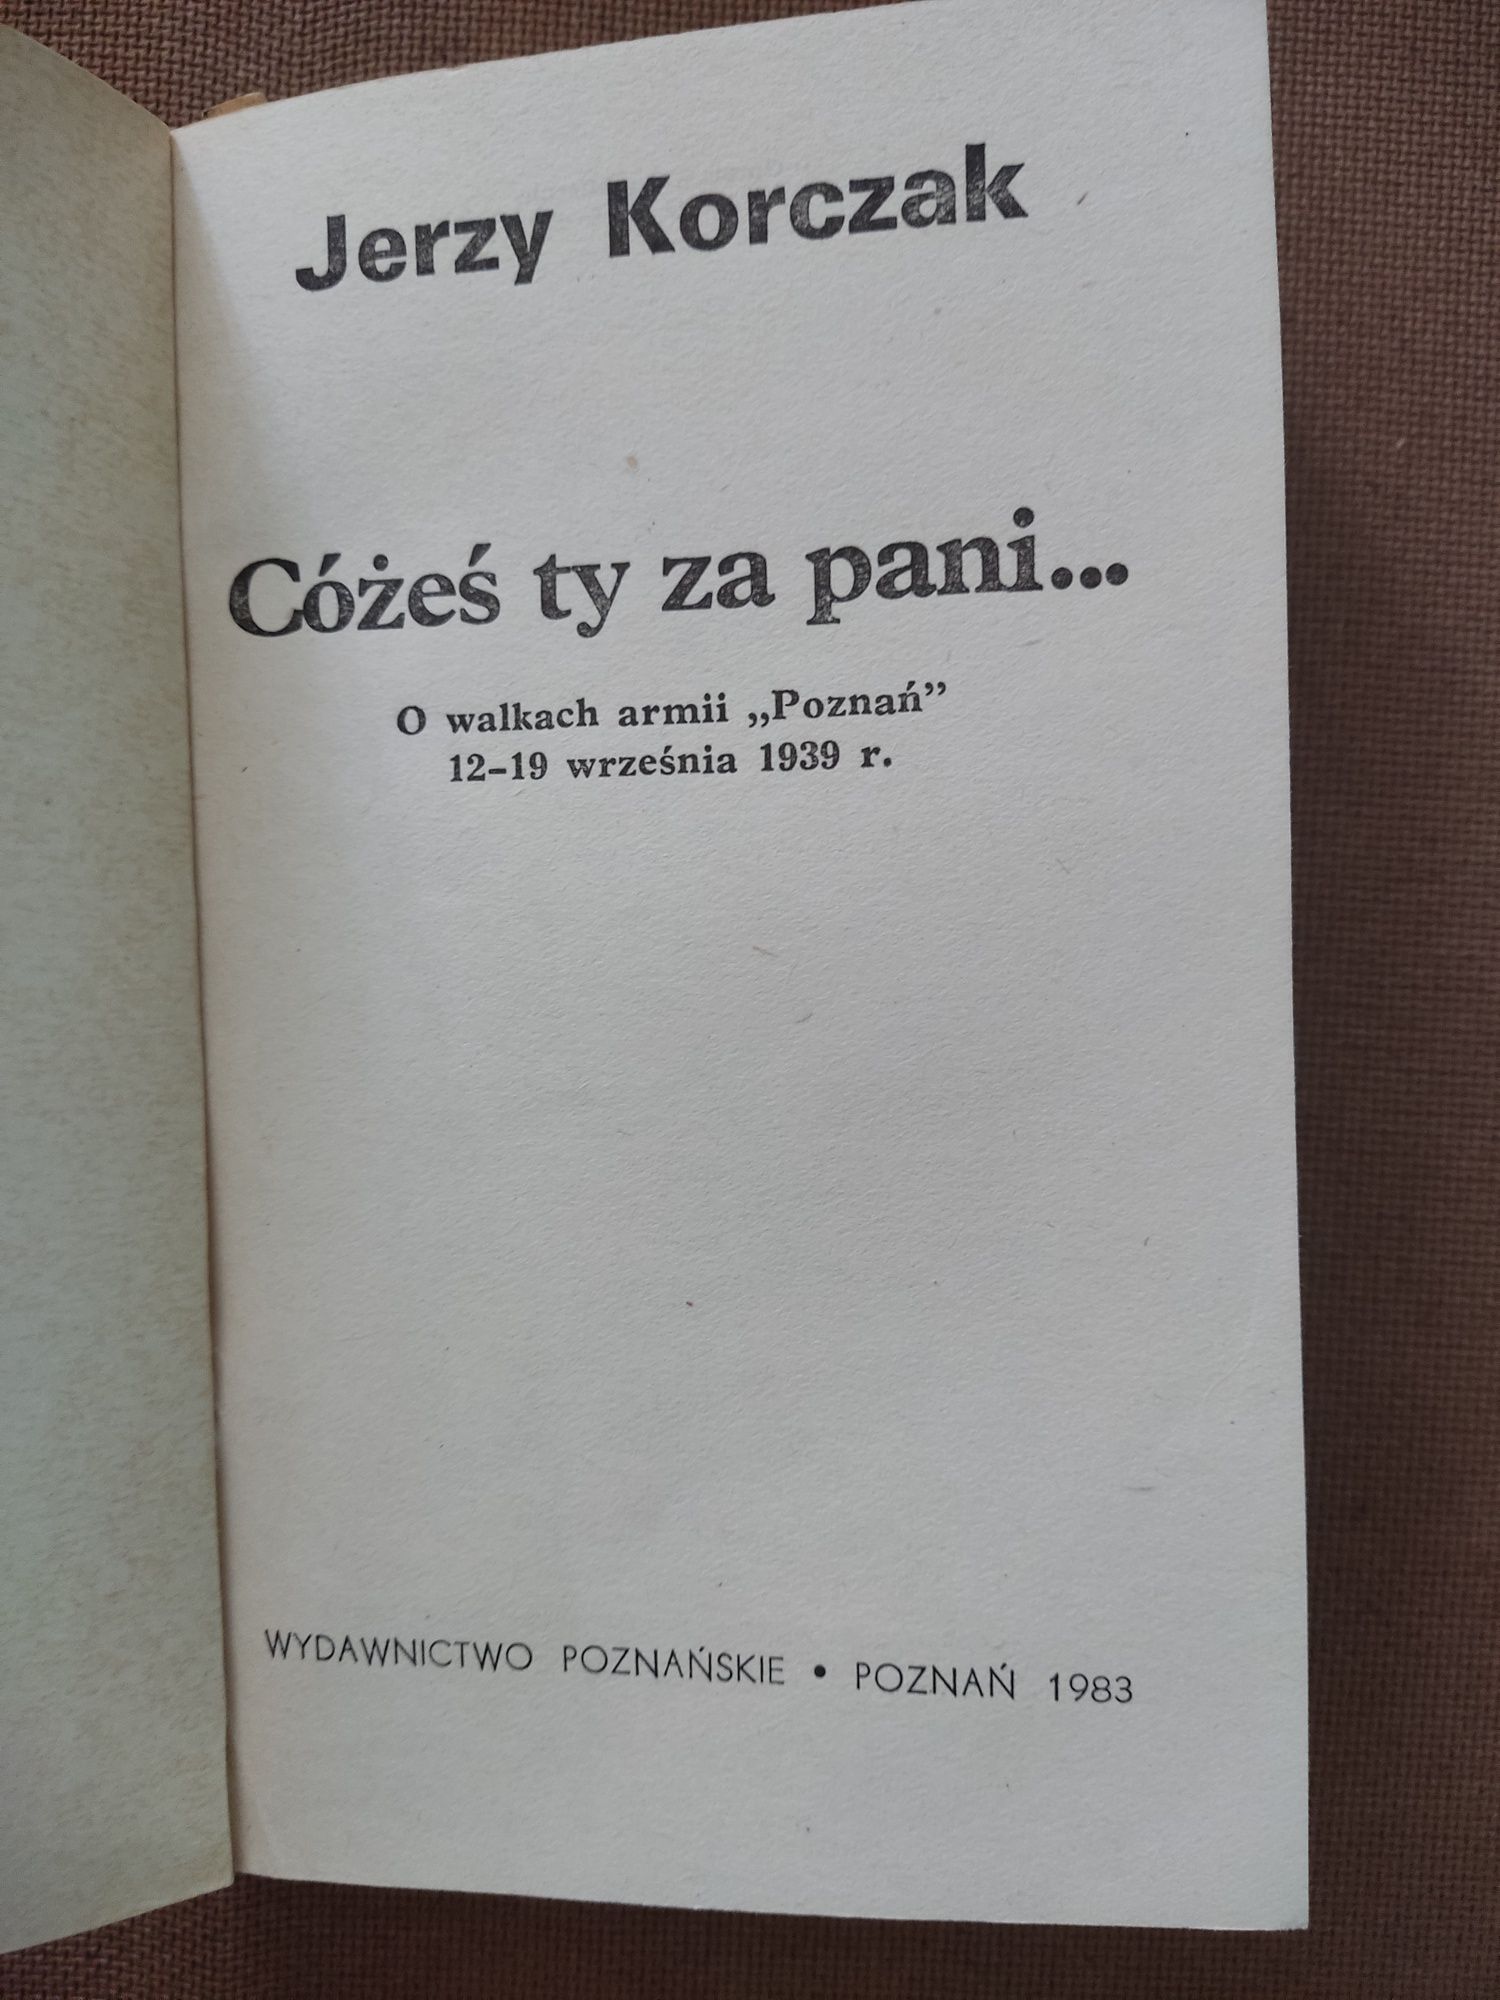 Jerzy Korczak
Cóżeś ty za pani...
O walkach armii „Poznań”
12–19 września 1939 r.
WYDAWNICTWO POZNAŃSKIE • POZNAŃ 1983